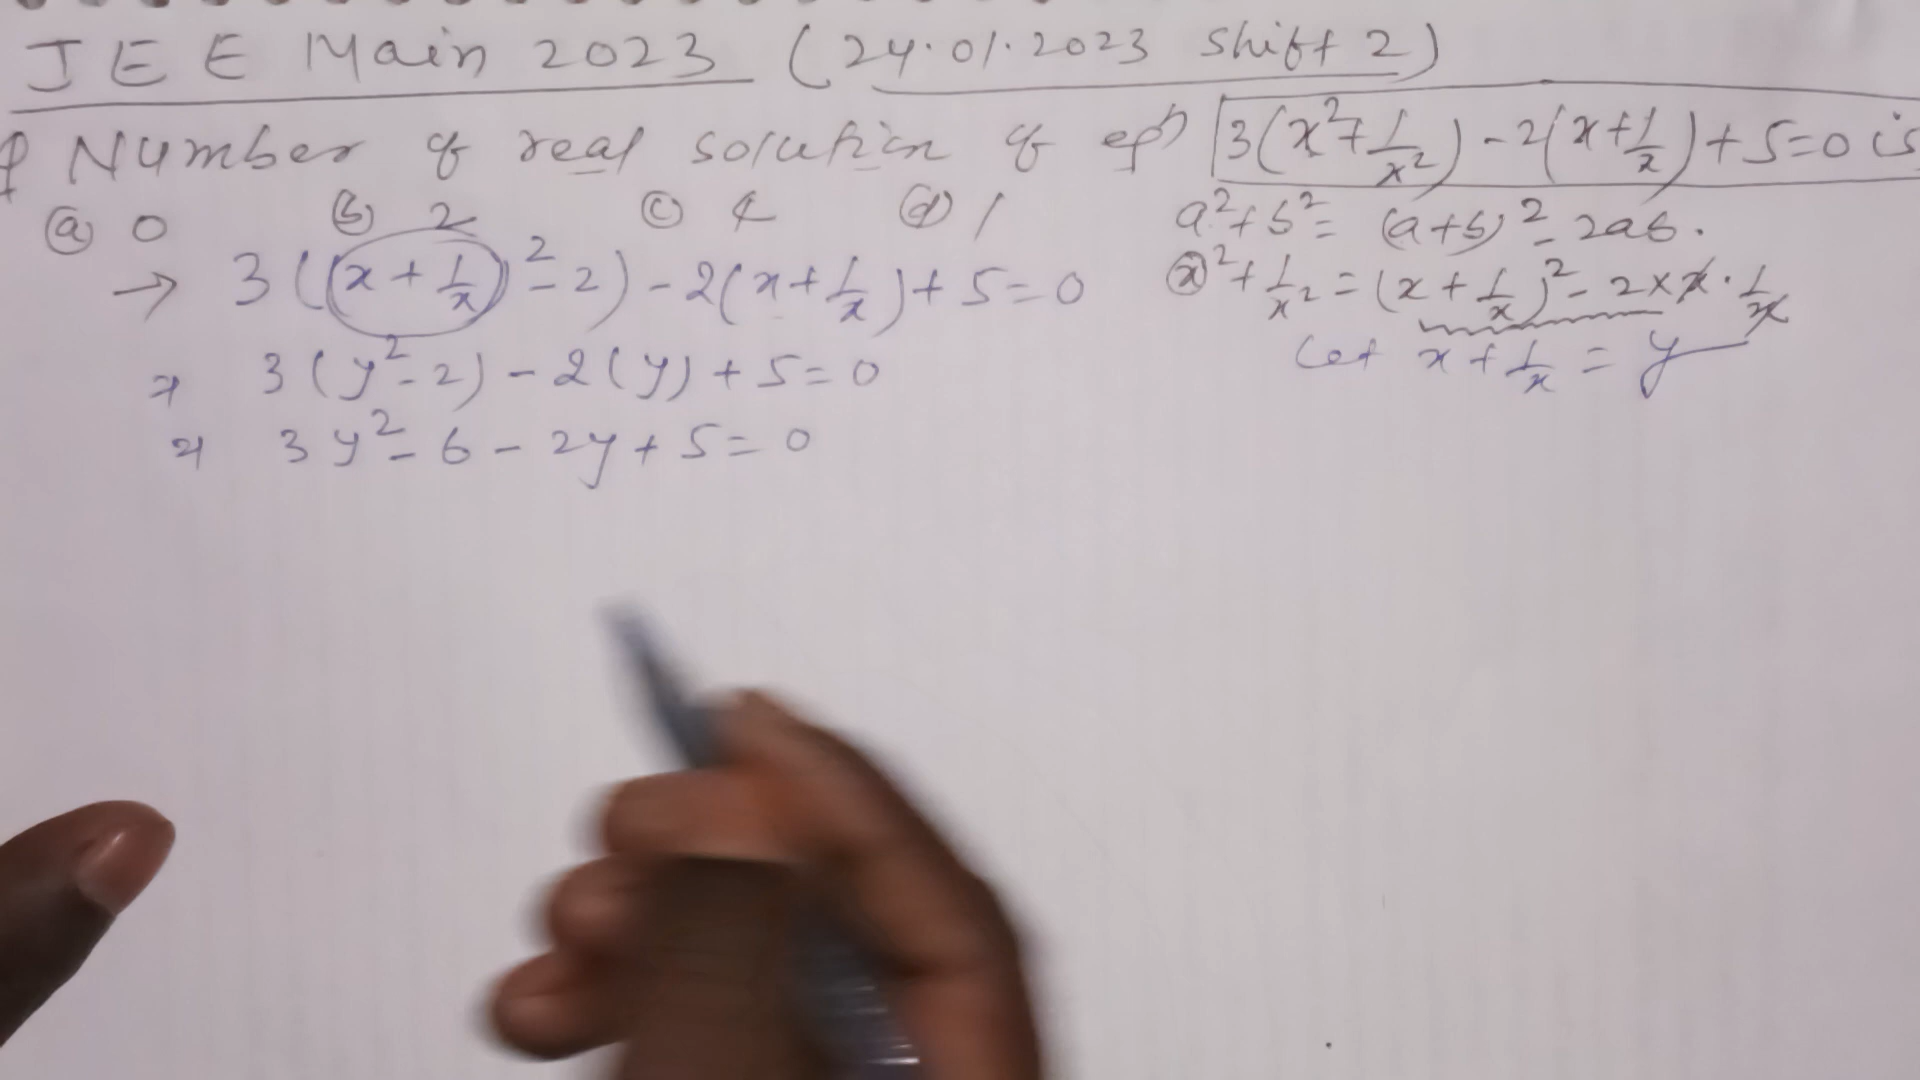 JEE Main 2023 (24.01.2023 Shift 2)
Number of real solution of eqn 3(x²+1/x²)-2(x+1/x)+5=0 is
(a) 0 (b) 2 (c) 4 (d) 1
a²+b²=(a+b)²-2ab.
→ 3((x+1/x)²-2)-2(x+1/x)+5=0
x²+1/x²=(x+1/x)²-2×x·1/x
⇒ 3(y²-2)-2(y)+5=0
Let x+1/x=y
⇒ 3y²-6-2y+5=0